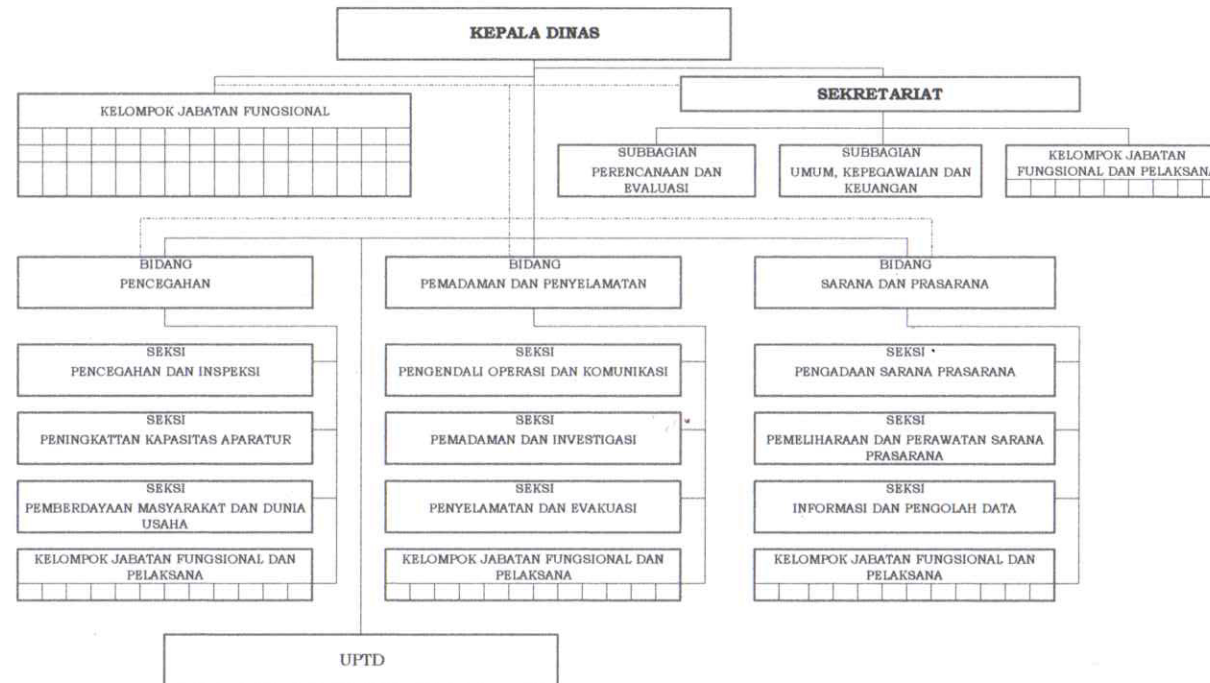 KEPALA DINAS
SEKRETARIAT
KELOMPOK JABATAN FUNGSIONAL
SUBBAGIAN
PERENCANAAN DAN
EVALUASI
SUBBAGIAN
UMUM, KEPEGAWAIAN DAN
KEUANGAN
KELOMPOK JABATAN
FUNGSIONAL DAN PELAKSANA
BIDANG
PENCEGAHAN
BIDANG
PEMADAMAN DAN PENYELAMATAN
BIDANG
SARANA DAN PRASARANA
SEKSI
PENCEGAHAN DAN INSPEKSI
SEKSI
PENGENDALI OPERASI DAN KOMUNIKASI
SEKSI
PENGADAAN SARANA PRASARANA
SEKSI
PENINGKATTAN KAPASITAS APARATUR
SEKSI
PEMADAMAN DAN INVESTIGASI
SEKSI
PEMELIHARAAN DAN PERAWATAN SARANA
PRASARANA
SEKSI
PEMBERDAYAAN MASYARAKAT DAN DUNIA
USAHA
SEKSI
PENYELAMATAN DAN EVAKUASI
SEKSI
INFORMASI DAN PENGOLAH DATA
KELOMPOK JABATAN FUNGSIONAL DAN
PELAKSANA
KELOMPOK JABATAN FUNGSIONAL DAN
PELAKSANA
KELOMPOK JABATAN FUNGSIONAL DAN
PELAKSANA
UPTD